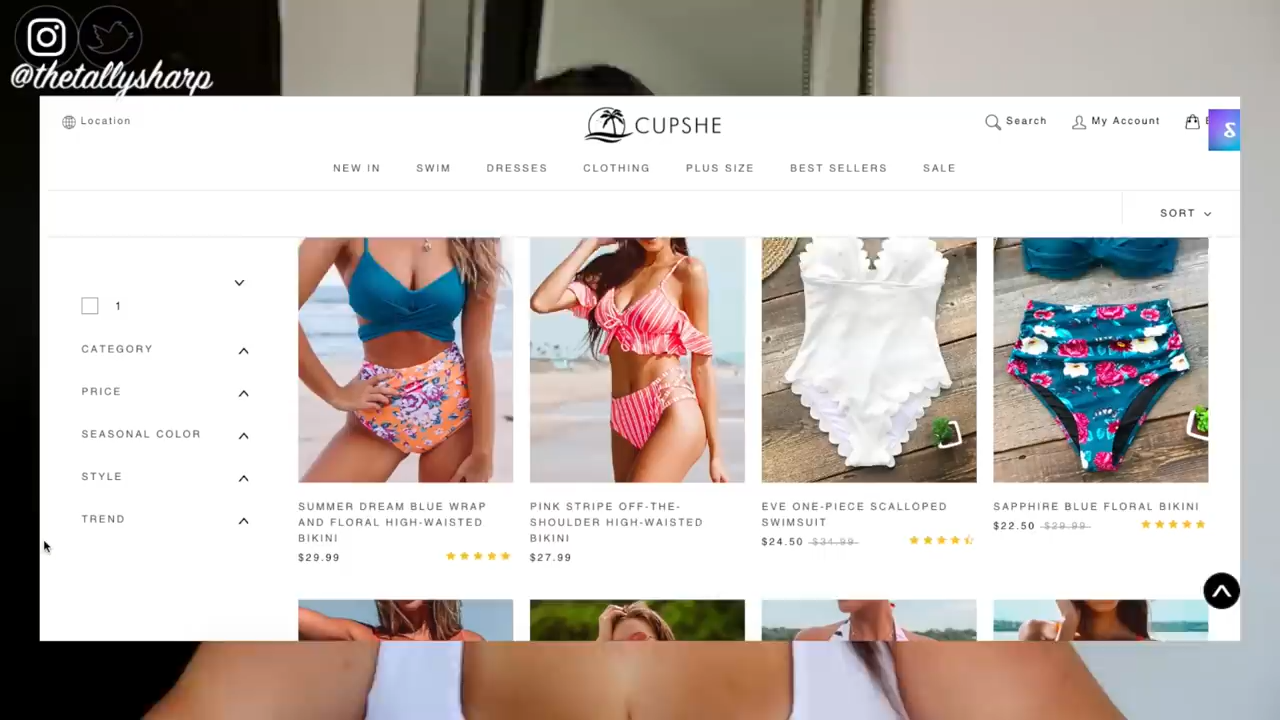 @thetallysharp
Location
CUPSHE
Search
My Account
NEW IN
SWIM
DRESSES
CLOTHING
PLUS SIZE
BEST SELLERS
SALE
SORT
1
CATEGORY
PRICE
SEASONAL COLOR
STYLE
TREND
SUMMER DREAM BLUE WRAP
AND FLORAL HIGH-WAISTED
BIKINI
$29.99
PINK STRIPE OFF-THE-
SHOULDER HIGH-WAISTED
BIKINI
$27.99
EVE ONE-PIECE SCALLOPED
SWIMSUIT
$24.50 $34.99
SAPPHIRE BLUE FLORAL BIKINI
$22.50 $29.99